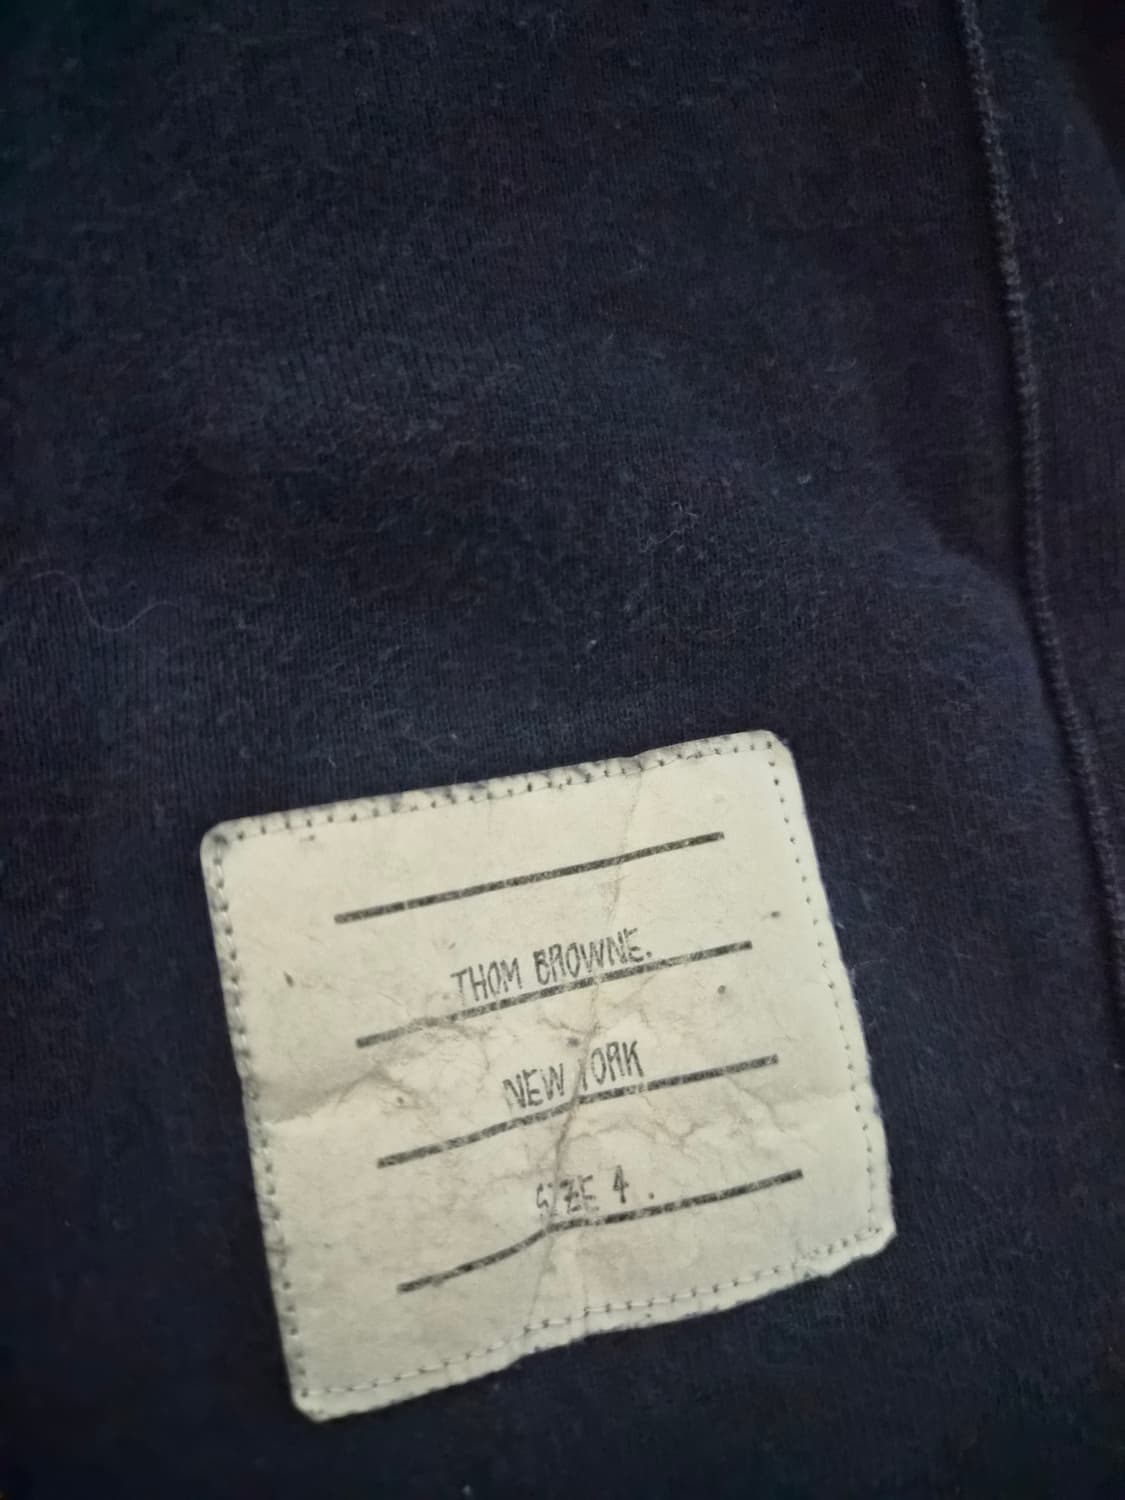 THOM BROWNE.
NEW YORK
SIZE 4.